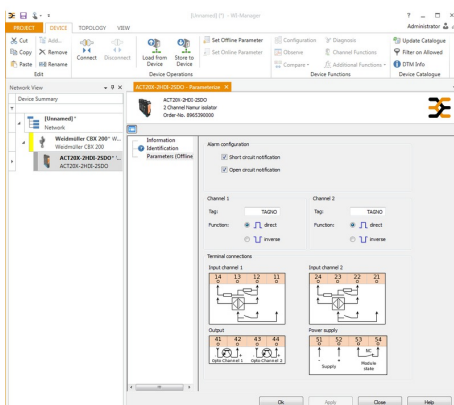 [Unnamed] (*) - WI-Manager
PROJECT DEVICE TOPOLOGY VIEW
Administrator
Cut Add...
Copy Remove
Paste Rename
Connect Disconnect
Load from Device
Store to Device
Set Offline Parameter
Set Online Parameter
Configuration Diagnosis
Observe Channel Functions
Compare Additional Functions
Update Catalogue
Filter on Allowed
DTM Info
Edit Device Operations Device Functions Device Catalogue
Network View
Device Summary
(Unnamed)*
Network
Weidmüller CBX 200* W...
Weidmüller CBX 200
ACT20X-2HDI-2SDO* '...
ACT20X-2HDI-2SDO
ACT20X-2HDI-2SDO - Parameterize
ACT20X-HDI-2SDO
2 Channel Namur isolator
Order-No. 8965390000
Information
Identification
Parameters (Offline
Alarm configuration
Short circuit notification
Open circuit notification
Channel 1
Tag: TAGNO
Function: direct
inverse
Channel 2
Tag: TAGNO
Function: direct
inverse
Terminal connections
Input channel 1
14 13 12 11
Input channel 2
24 23 22 21
Output
41 42 43 44
Opto Channel 1 Opto Channel 2
Power supply
51 52 53 54
- + NC
Supply Module state
Ok Apply Close Help